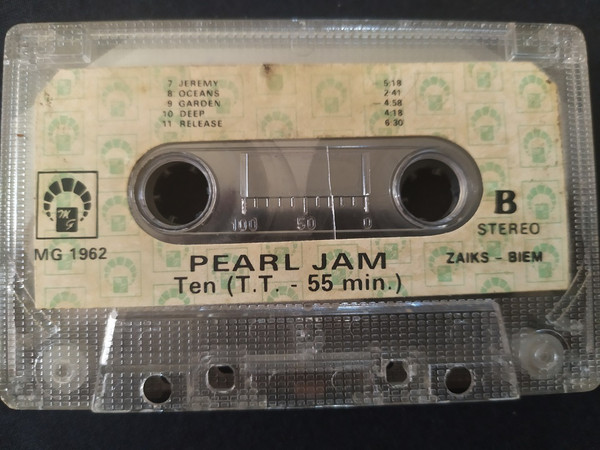 7 JEREMY - 5:18
8 OCEANS 2:41
9 GARDEN - 4:58
10 DEEP 4:18
11 RELEASE 6:30
100 50 0
M G
B
STEREO
MG 1962
ZAIKS - BIEM
PEARL JAM
Ten (T.T. - 55 min.)